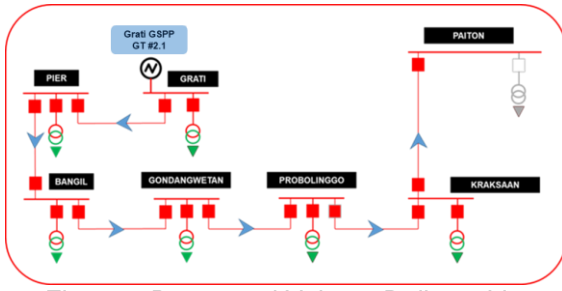 Grati GSPP
GT #2.1
PAITON
PIER
GRATI
BANGIL
GONDANGWETAN
PROBOLINGGO
KRAKSAAN